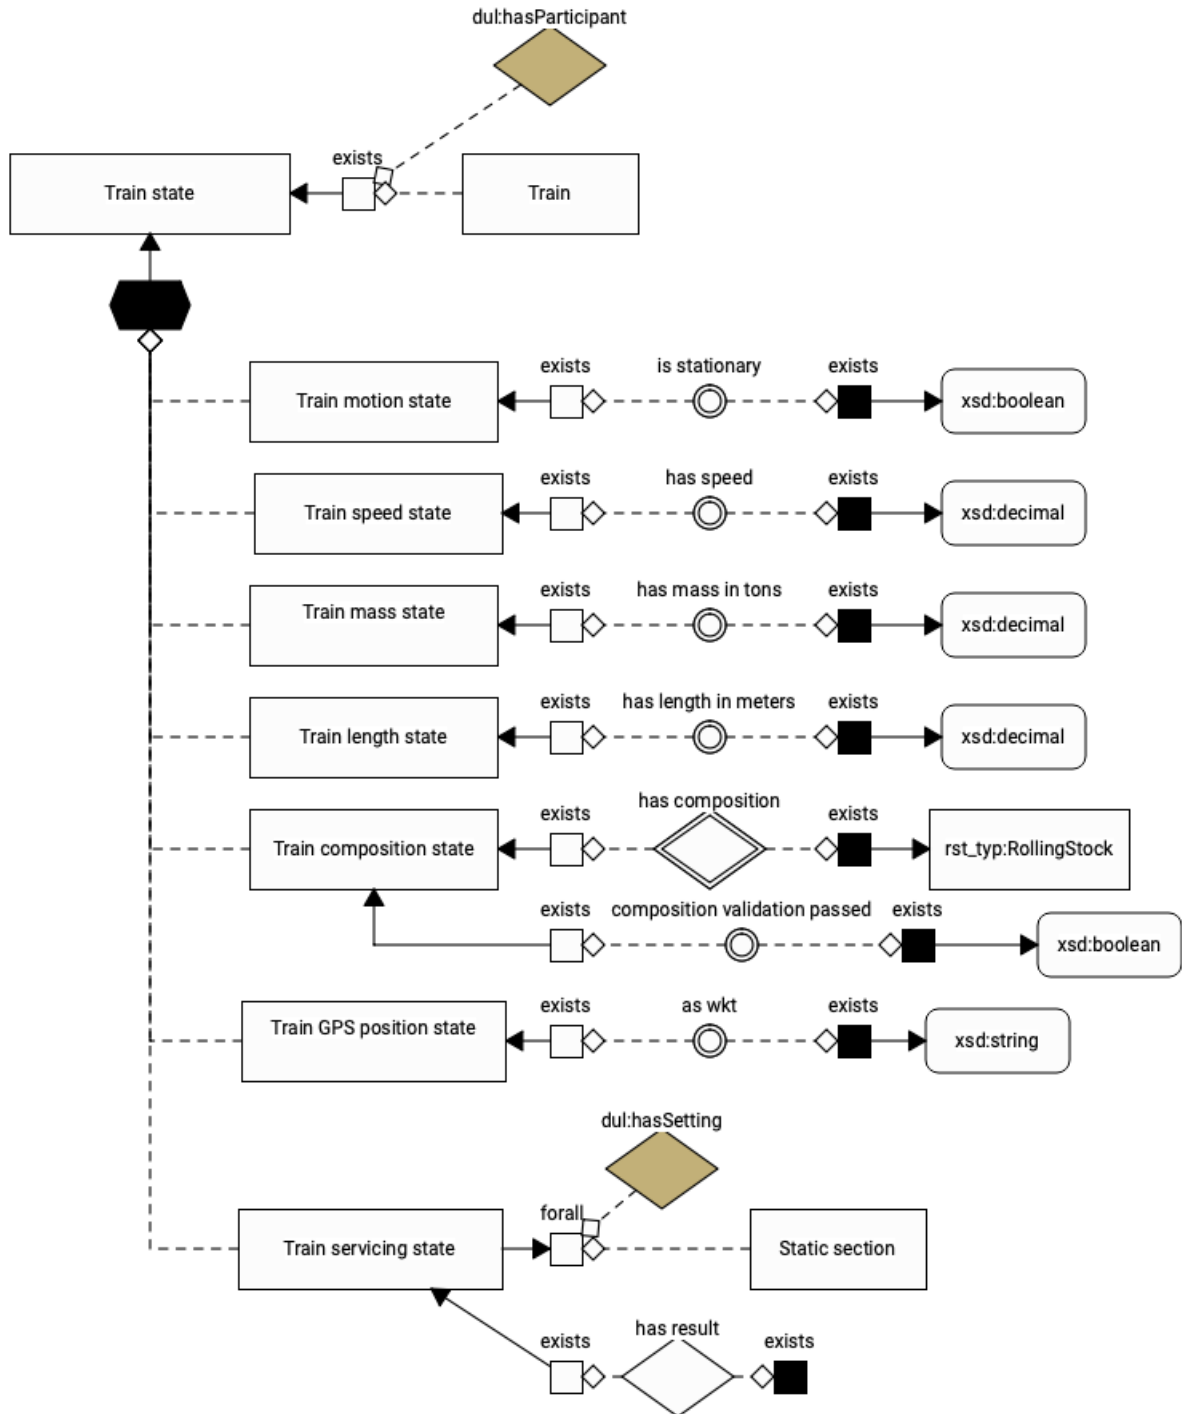 dul:hasParticipant
exists
Train state
Train
exists
is stationary
exists
Train motion state
xsd:boolean
exists
has speed
exists
Train speed state
xsd:decimal
exists
has mass in tons
exists
Train mass state
xsd:decimal
exists
has length in meters
exists
Train length state
xsd:decimal
has composition
exists
exists
Train composition state
rst_typ:RollingStock
exists
composition validation passed
exists
xsd:boolean
exists
as wkt
exists
Train GPS position state
xsd:string
dul:hasSetting
forall
Train servicing state
Static section
has result
exists
exists